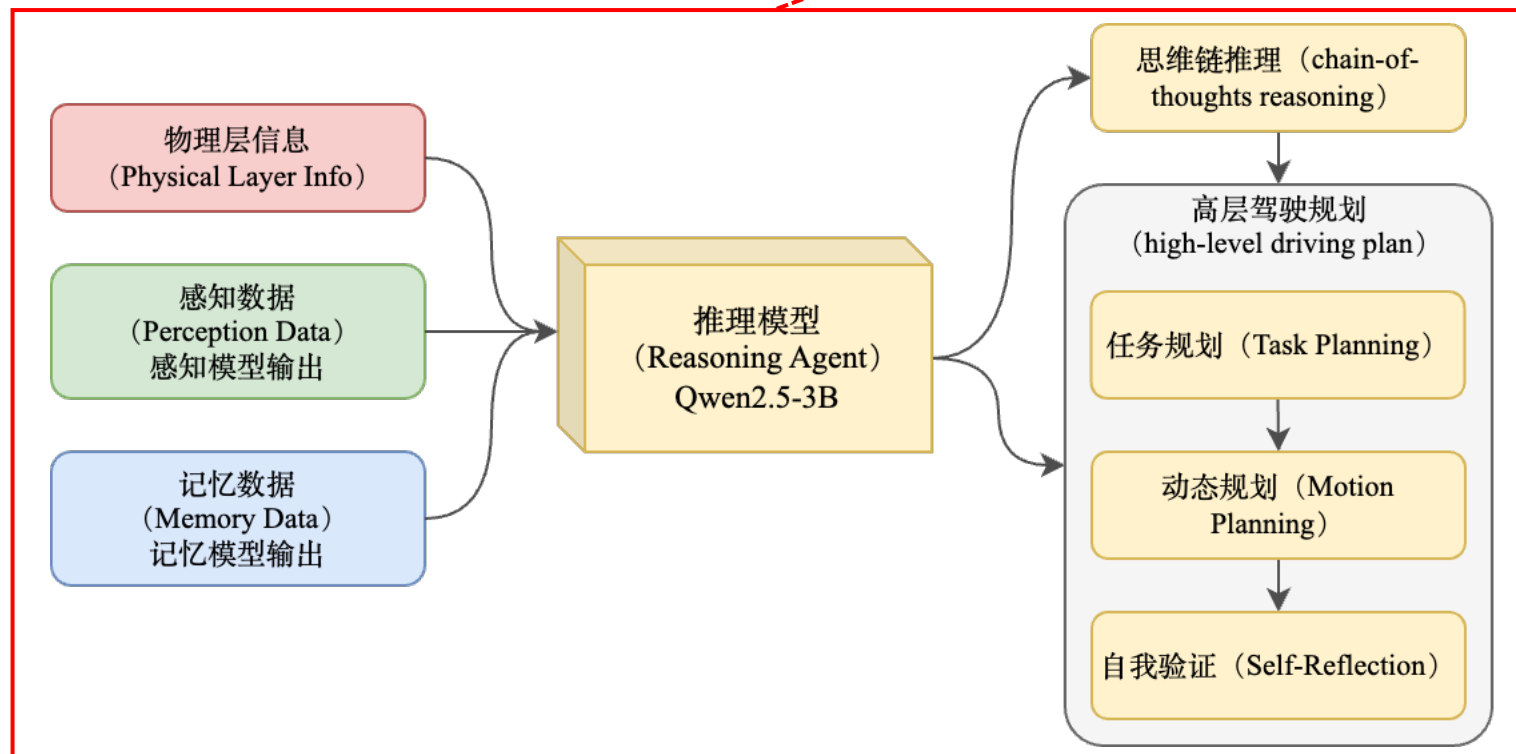 物理层信息
（Physical Layer Info）
感知数据
（Perception Data）
感知模型输出
记忆数据
（Memory Data）
记忆模型输出
推理模型
（Reasoning Agent）
Qwen2.5-3B
思维链推理（chain-of-
thoughts reasoning）
高层驾驶规划
（high-level driving plan）
任务规划（Task Planning）
动态规划（Motion
Planning）
自我验证（Self-Reflection）